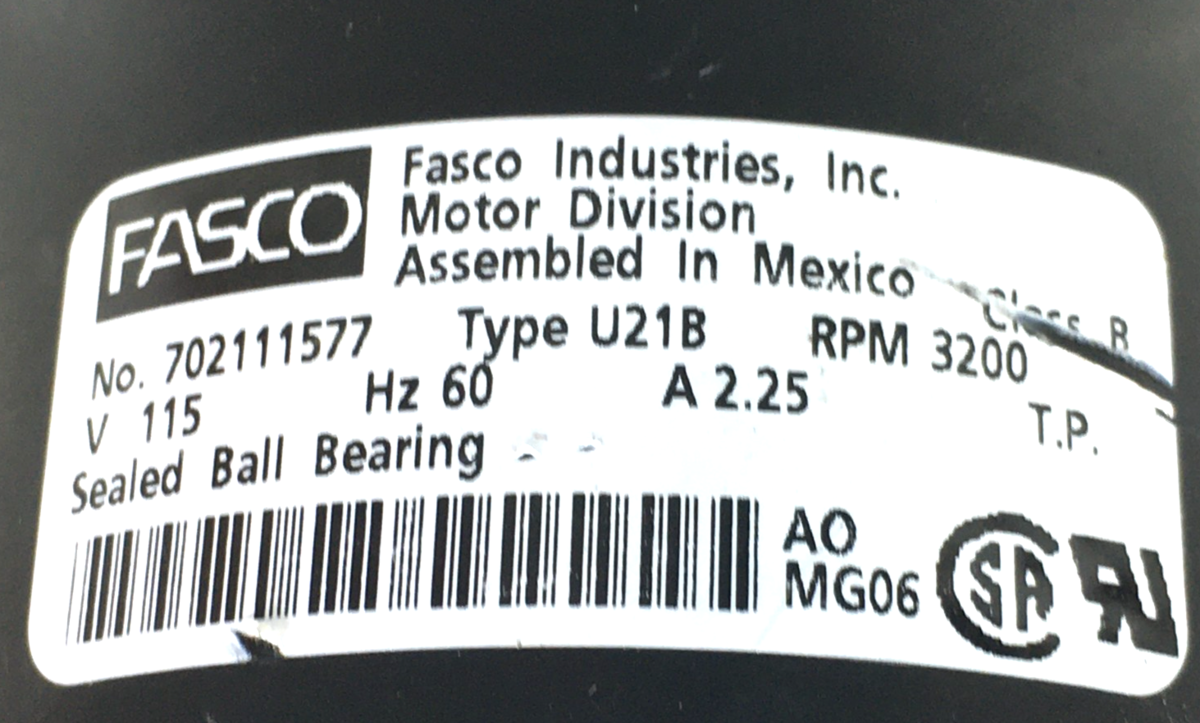 FASCO
Fasco Industries, Inc.
Motor Division
Assembled In Mexico
Class B
No. 702111577 Type U21B RPM 3200
V 115 Hz 60 A 2.25 T.P.
Sealed Ball Bearing
AO
MG06